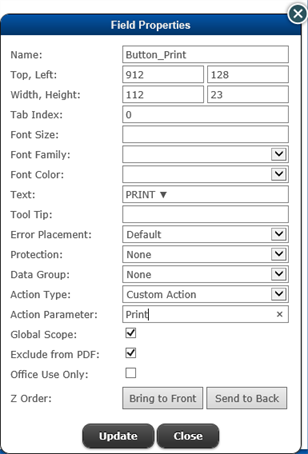 Field Properties
Name: Button_Print
Top, Left: 912 128
Width, Height: 112 23
Tab Index: 0
Font Size:
Font Family:
Font Color:
Text: PRINT ▼
Tool Tip:
Error Placement: Default
Protection: None
Data Group: None
Action Type: Custom Action
Action Parameter: Print ×
Global Scope:
Exclude from PDF:
Office Use Only:
Z Order: Bring to Front Send to Back
Update Close